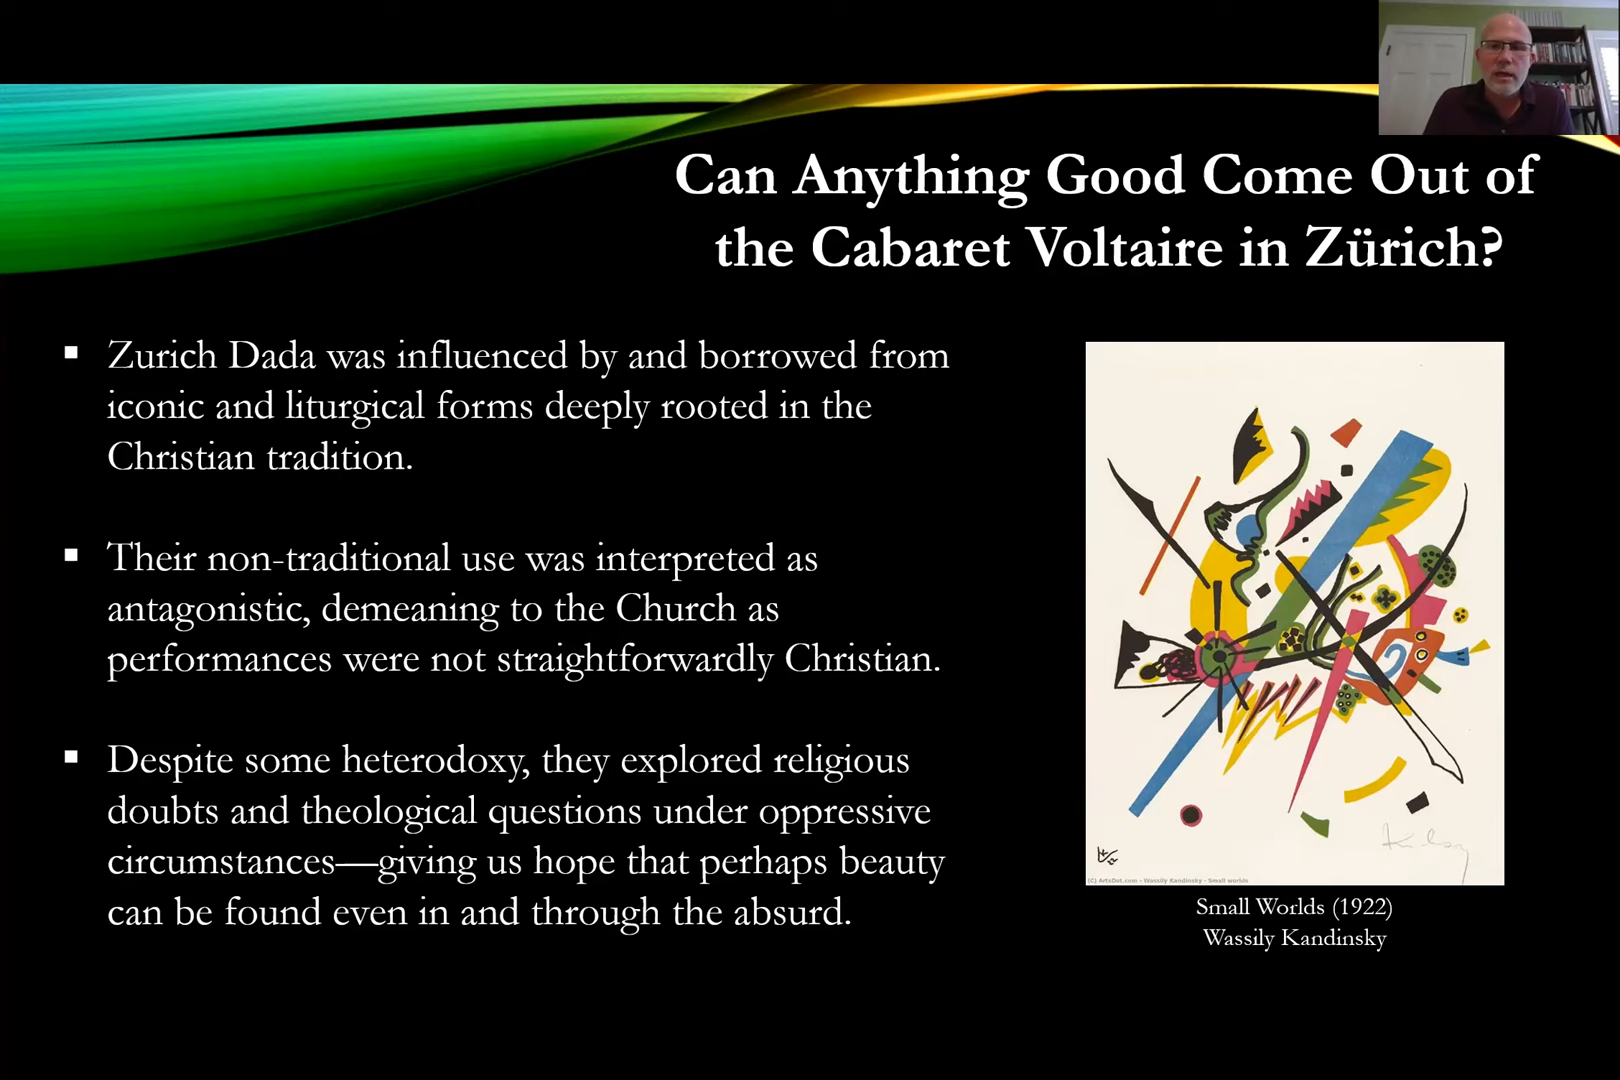 Can Anything Good Come Out of
the Cabaret Voltaire in Zürich?
▪ Zurich Dada was influenced by and borrowed from
iconic and liturgical forms deeply rooted in the
Christian tradition.
▪ Their non-traditional use was interpreted as
antagonistic, demeaning to the Church as
performances were not straightforwardly Christian.
▪ Despite some heterodoxy, they explored religious
doubts and theological questions under oppressive
circumstances—giving us hope that perhaps beauty
can be found even in and through the absurd.
(C) ArtsDot.com - Wassily Kandinsky - Small worlds
Small Worlds (1922)
Wassily Kandinsky